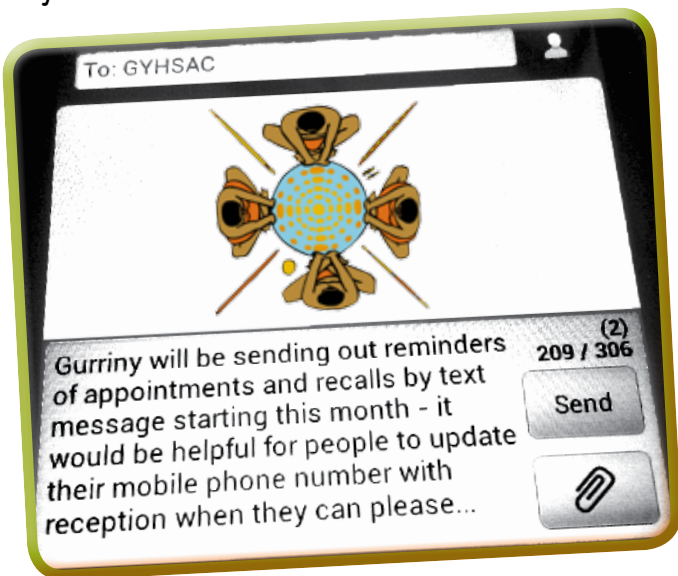 To: GYHSAC
Gurriny will be sending out reminders
of appointments and recalls by text
message starting this month - it
would be helpful for people to update
their mobile phone number with
reception when they can please...
(2)
209 / 306
Send